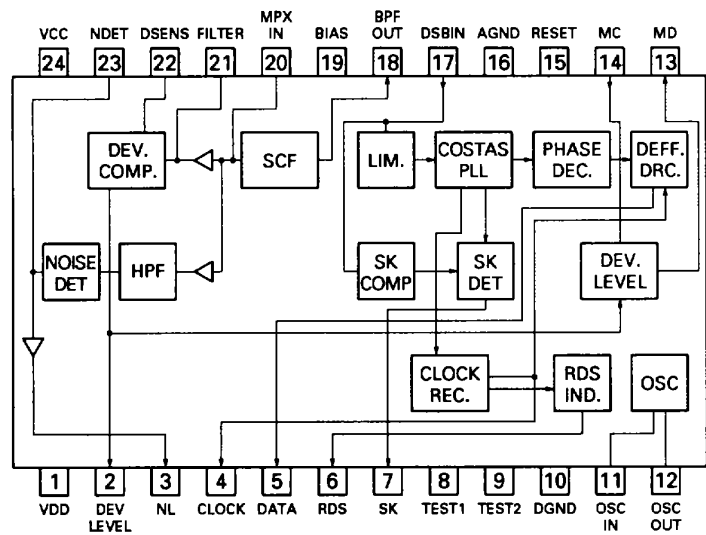 VCC NDET DSENS FILTER MPX IN BIAS BPF OUT DSBIN AGND RESET MC MD
24 23 22 21 20 19 18 17 16 15 14 13
DEV. COMP.
SCF
LIM.
COSTAS PLL
PHASE DEC.
DEFF. DRC.
NOISE DET
HPF
SK COMP
SK DET
DEV. LEVEL
CLOCK REC.
RDS IND.
OSC
1 2 3 4 5 6 7 8 9 10 11 12
VDD DEV LEVEL NL CLOCK DATA RDS SK TEST1 TEST2 DGND OSC IN OSC OUT